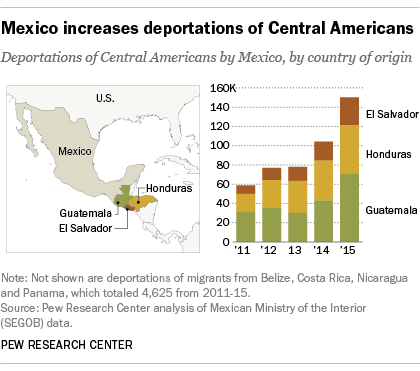 Mexico increases deportations of Central Americans
Deportations of Central Americans by Mexico, by country of origin
U.S.
Mexico
Honduras
Guatemala
El Salvador
160K
140
120
100
80
60
40
20
0
'11 '12 13 '14 '15
El Salvador
Honduras
Guatemala
Note: Not shown are deportations of migrants from Belize, Costa Rica, Nicaragua
and Panama, which totaled 4,625 from 2011-15.
Source: Pew Research Center analysis of Mexican Ministry of the Interior
(SEGOB) data.
PEW RESEARCH CENTER